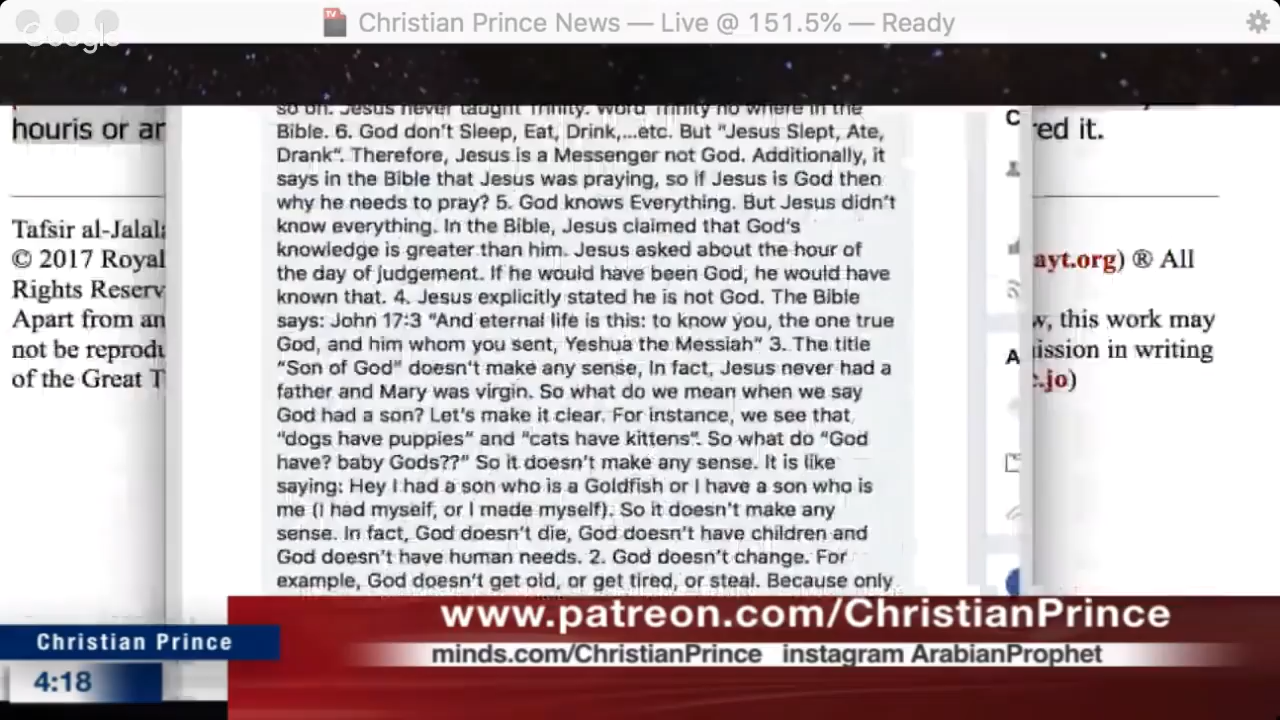 Christian Prince News — Live @ 151.5% — Ready
Google
so on. Jesus never taught Trinity. Word Trinity no where in the
Bible. 6. God don't Sleep, Eat, Drink,...etc. But "Jesus Slept, Ate,
Drank". Therefore, Jesus is a Messenger not God. Additionally, it
says in the Bible that Jesus was praying, so if Jesus is God then
why he needs to pray? 5. God knows Everything. But Jesus didn't
know everything. In the Bible, Jesus claimed that God's
knowledge is greater than him. Jesus asked about the hour of
the day of judgement. If he would have been God, he would have
known that. 4. Jesus explicitly stated he is not God. The Bible
says: John 17:3 "And eternal life is this: to know you, the one true
God, and him whom you sent, Yeshua the Messiah" 3. The title
"Son of God" doesn't make any sense, In fact, Jesus never had a
father and Mary was virgin. So what do we mean when we say
God had a son? Let's make it clear. For instance, we see that
"dogs have puppies" and "cats have kittens". So what do "God
have? baby Gods??" So it doesn't make any sense. It is like
saying: Hey I had a son who is a Goldfish or I have a son who is
me (I had myself, or I made myself). So it doesn't make any
sense. In fact, God doesn't die, God doesn't have children and
God doesn't have human needs. 2. God doesn't change. For
example, God doesn't get old, or get tired, or steal. Because only
houris or ar
Tafsir al-Jalala
© 2017 Royal
Rights Reserv
Apart from an
not be reprodu
of the Great T
C
A
red it.
ayt.org) ® All
w, this work may
ission in writing
c.jo)
www.patreon.com/ChristianPrince
Christian Prince
minds.com/ChristianPrince instagram ArabianProphet
4:18